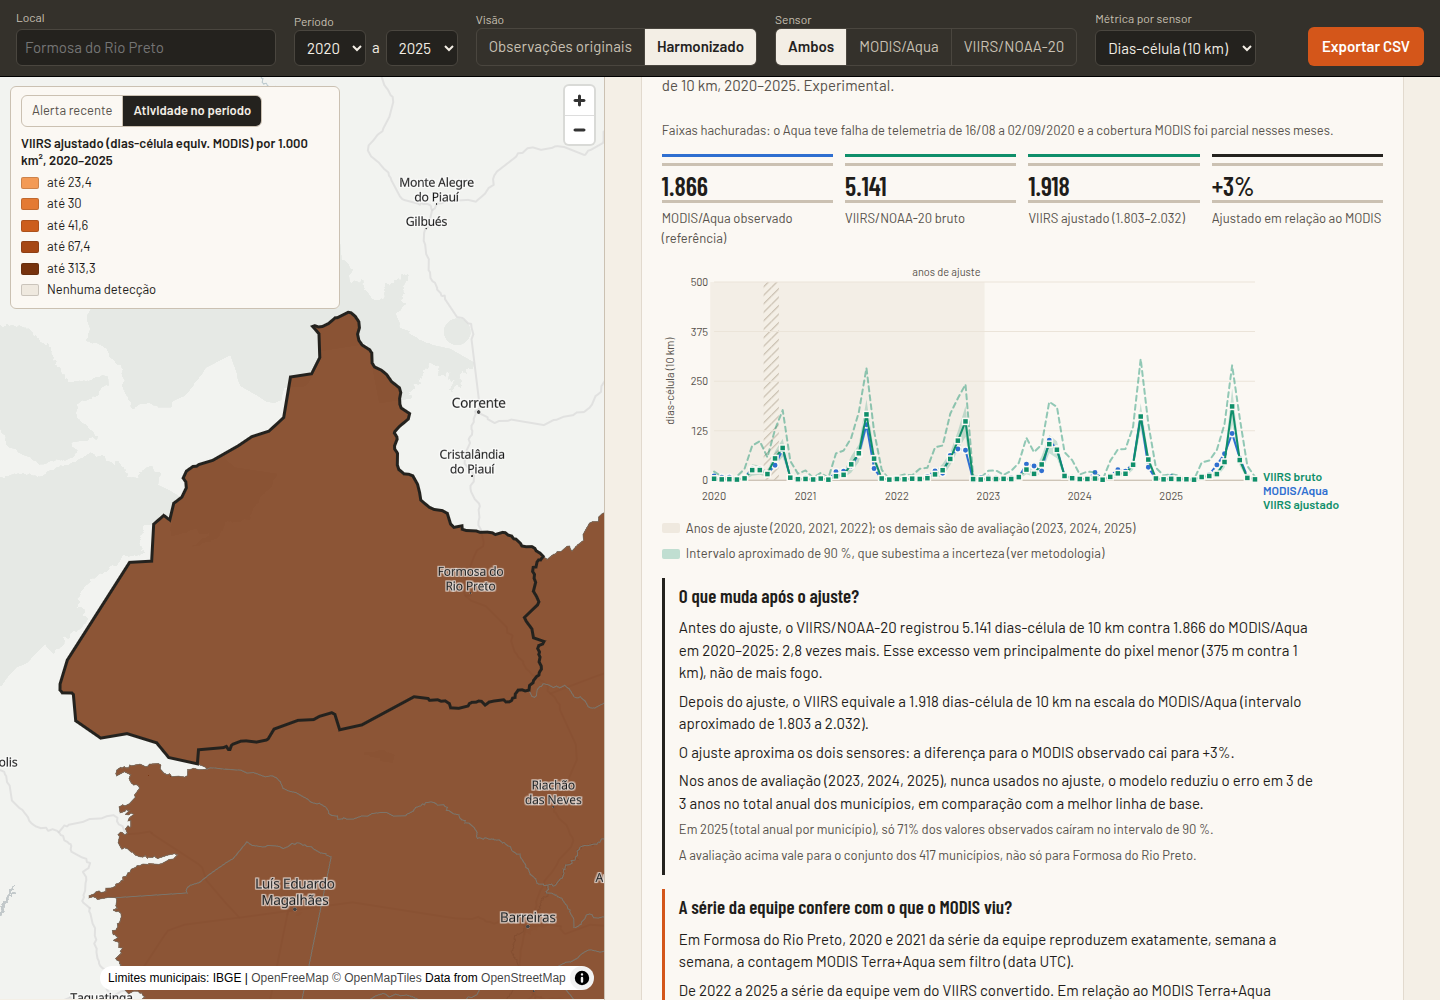 Local
Formosa do Rio Preto
Período
2020
a
2025
Visão
Observações originais
Harmonizado
Sensor
Ambos
MODIS/Aqua
VIIRS/NOAA-20
Métrica por sensor
Dias-célula (10 km)
Exportar CSV
Alerta recente
Atividade no período
VIIRS ajustado (dias-célula equiv. MODIS) por 1.000
km², 2020–2025
até 23,4
até 30
até 41,6
até 67,4
até 313,3
Nenhuma detecção
+
−
Monte Alegre
do Piauí
Gilbués
Corrente
Cristalândia
do Piauí
Formosa do
Rio Preto
olis
Riachão
das Neves
Luís Eduardo
Magalhães
A
Barreiras
Taguatinga
Limites municipais: IBGE | OpenFreeMap © OpenMapTiles Data from OpenStreetMap
de 10 km, 2020–2025. Experimental.
Faixas hachuradas: o Aqua teve falha de telemetria de 16/08 a 02/09/2020 e a cobertura MODIS foi parcial nesses meses.
1.866
MODIS/Aqua observado
(referência)
5.141
VIIRS/NOAA-20 bruto
1.918
VIIRS ajustado (1.803–2.032)
+3%
Ajustado em relação ao MODIS
anos de ajuste
dias-célula (10 km)
500
375
250
125
0
2020
2021
2022
2023
2024
2025
VIIRS bruto
MODIS/Aqua
VIIRS ajustado
Anos de ajuste (2020, 2021, 2022); os demais são de avaliação (2023, 2024, 2025)
Intervalo aproximado de 90 %, que subestima a incerteza (ver metodologia)
O que muda após o ajuste?
Antes do ajuste, o VIIRS/NOAA-20 registrou 5.141 dias-célula de 10 km contra 1.866 do MODIS/Aqua
em 2020–2025: 2,8 vezes mais. Esse excesso vem principalmente do pixel menor (375 m contra 1
km), não de mais fogo.
Depois do ajuste, o VIIRS equivale a 1.918 dias-célula de 10 km na escala do MODIS/Aqua (intervalo
aproximado de 1.803 a 2.032).
O ajuste aproxima os dois sensores: a diferença para o MODIS observado cai para +3%.
Nos anos de avaliação (2023, 2024, 2025), nunca usados no ajuste, o modelo reduziu o erro em 3 de
3 anos no total anual dos municípios, em comparação com a melhor linha de base.
Em 2025 (total anual por município), só 71% dos valores observados caíram no intervalo de 90 %.
A avaliação acima vale para o conjunto dos 417 municípios, não só para Formosa do Rio Preto.
A série da equipe confere com o que o MODIS viu?
Em Formosa do Rio Preto, 2020 e 2021 da série da equipe reproduzem exatamente, semana a
semana, a contagem MODIS Terra+Aqua sem filtro (data UTC).
De 2022 a 2025 a série da equipe vem do VIIRS convertido. Em relação ao MODIS Terra+Aqua